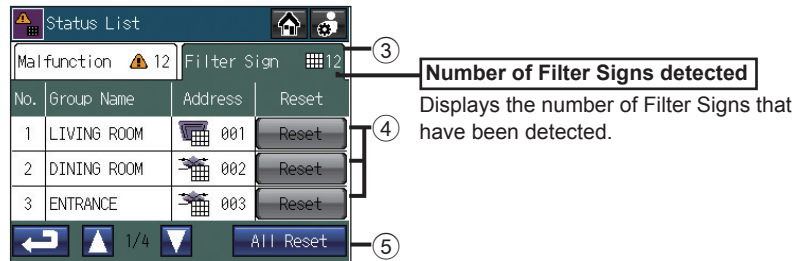 Status List
Malfunction 12 Filter Sign 12
③
Number of Filter Signs detected
Displays the number of Filter Signs that
have been detected.
No. Group Name Address Reset
1 LIVING ROOM 001 Reset
④
2 DINING ROOM 002 Reset
3 ENTRANCE 003 Reset
1/4 All Reset
⑤